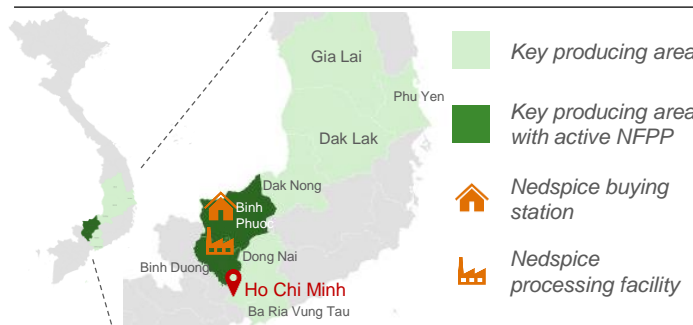 Gia Lai
Phu Yen
Dak Lak
Dak Nong
Binh
Phuoc
Dong Nai
Binh Duong
Ho Chi Minh
Ba Ria Vung Tau
Key producing area
Key producing area
with active NFPP
Nedspice buying
station
Nedspice
processing facility